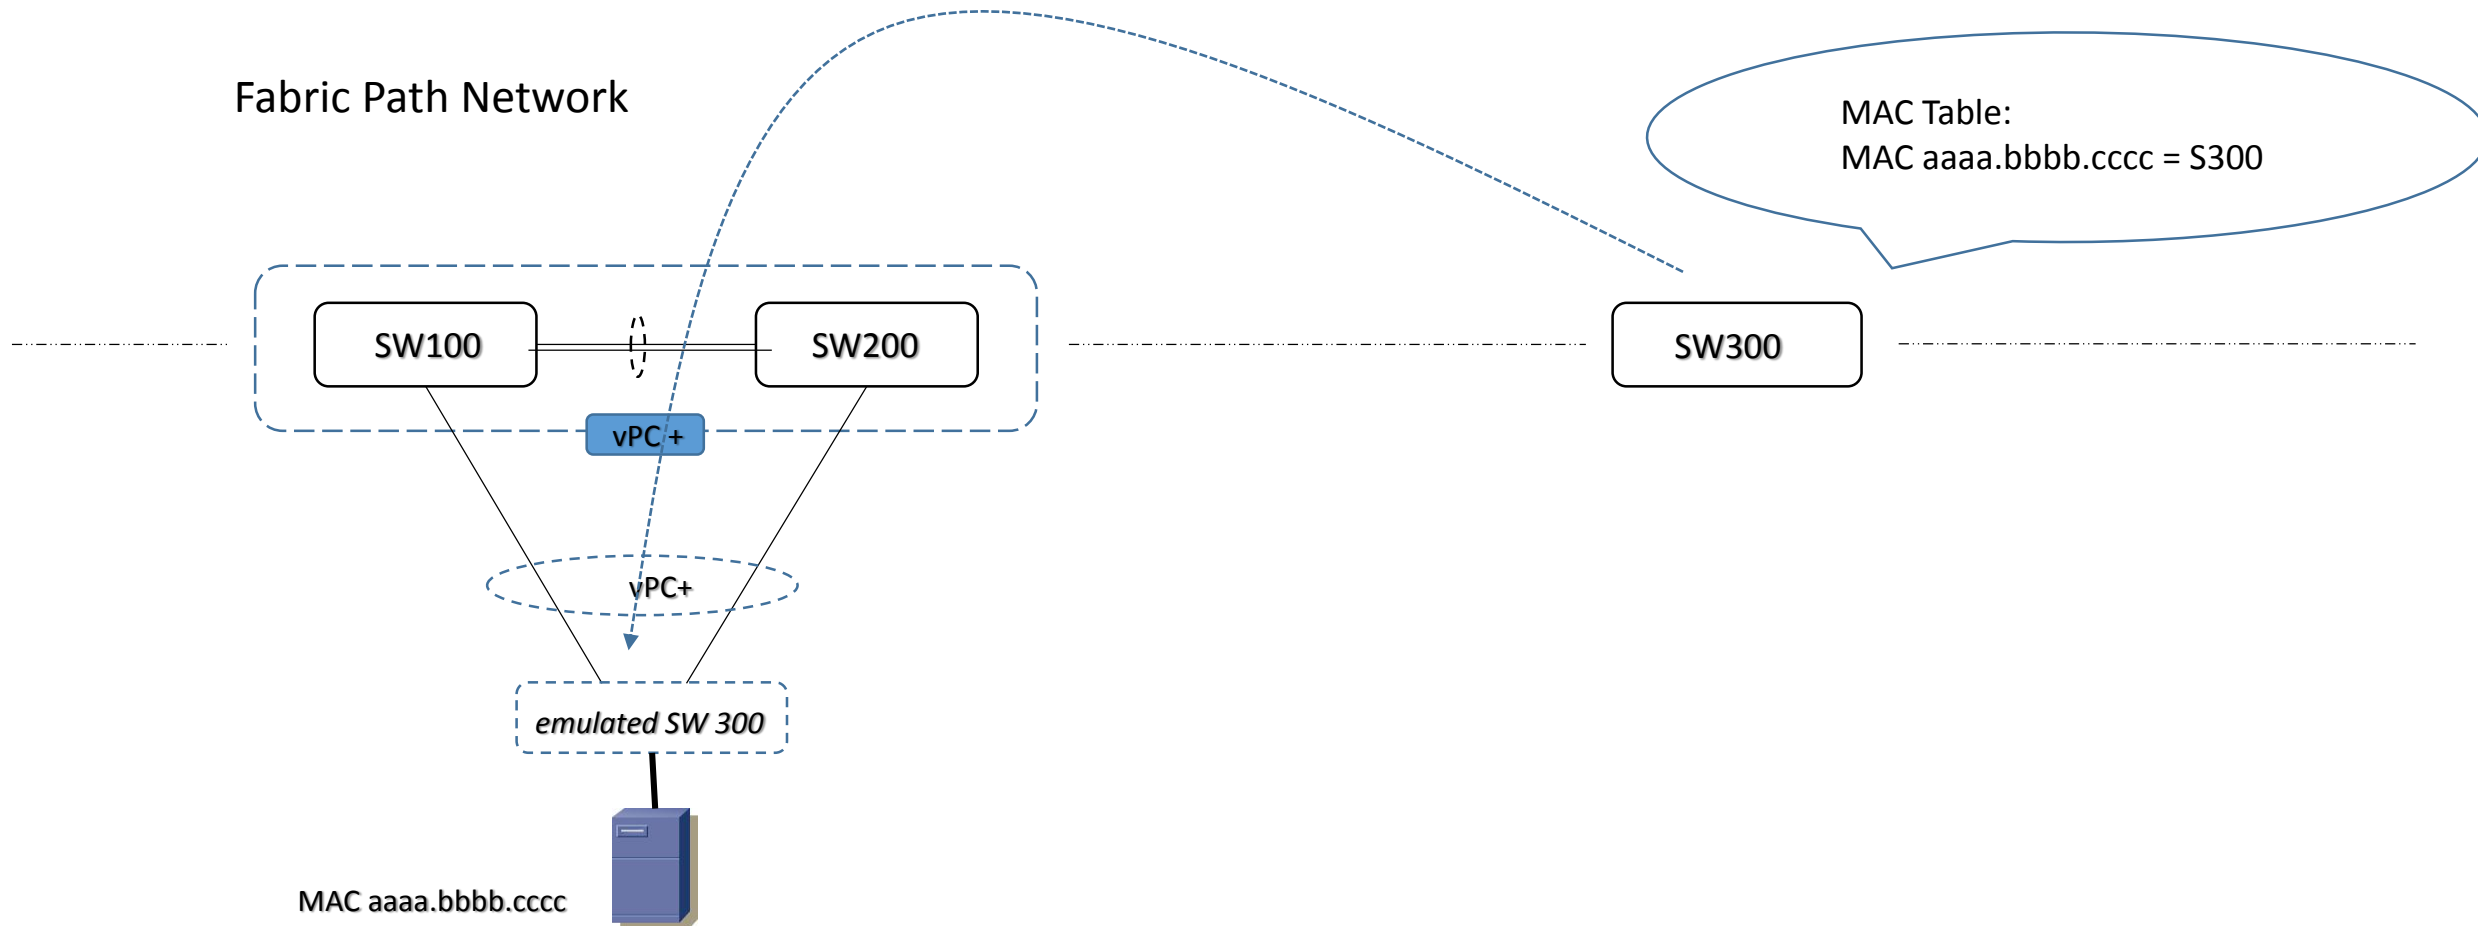 Fabric Path Network
MAC Table:
MAC aaaa.bbbb.cccc = S300
SW100
SW200
SW300
vPC +
vPC+
emulated SW 300
MAC aaaa.bbbb.cccc